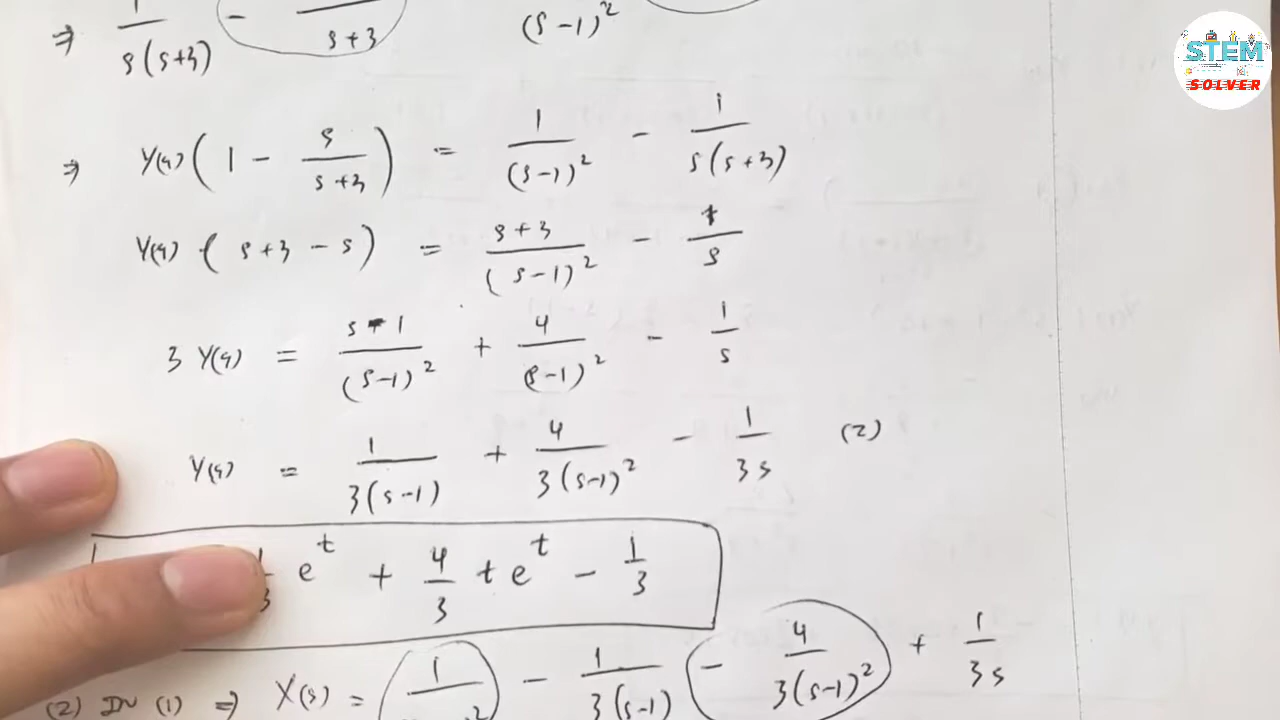 ⇒ 1/(s(s+3)) - /(s+3) (s-1)²
STEM
SOLVER
⇒ Y(s) ( 1 - s/(s+3) ) = 1/(s-1)² - 1/(s(s+3))
Y(s) ( s+3-s ) = (s+3)/(s-1)² - 1/s
3 Y(s) = (s-1)/(s-1)² + 4/(s-1)² - 1/s
Y(s) = 1/(3(s-1)) + 4/(3(s-1)²) - 1/(3s) (2)
e^t + 4/3 t e^t - 1/3
(2) IN (1) ⇒ X(s) = 1/ ² - 1/(3(s-1)) - 4/(3(s-1)²) + 1/(3s)